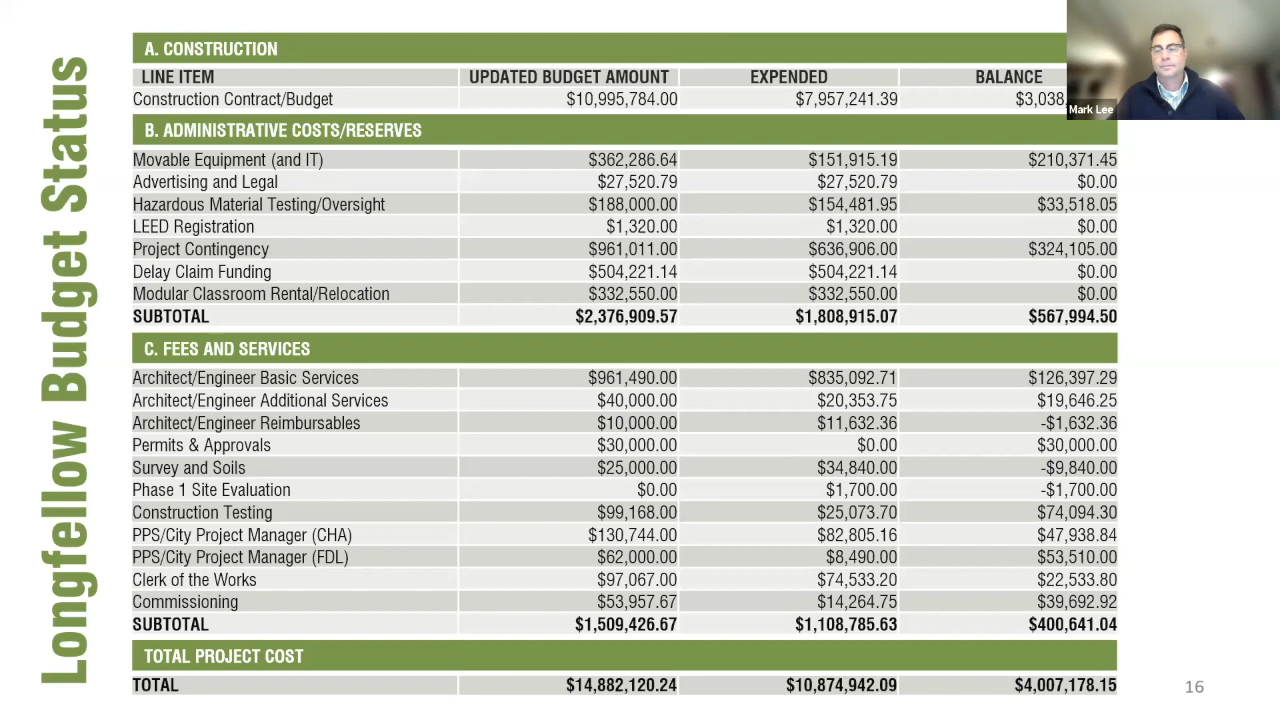 Longfellow Budget Status
A. CONSTRUCTION
LINE ITEM UPDATED BUDGET AMOUNT EXPENDED BALANCE
Construction Contract/Budget $10,995,784.00 $7,957,241.39 $3,038,
Mark Lee
B. ADMINISTRATIVE COSTS/RESERVES
Movable Equipment (and IT) $362,286.64 $151,915.19 $210,371.45
Advertising and Legal $27,520.79 $27,520.79 $0.00
Hazardous Material Testing/Oversight $188,000.00 $154,481.95 $33,518.05
LEED Registration $1,320.00 $1,320.00 $0.00
Project Contingency $961,011.00 $636,906.00 $324,105.00
Delay Claim Funding $504,221.14 $504,221.14 $0.00
Modular Classroom Rental/Relocation $332,550.00 $332,550.00 $0.00
SUBTOTAL $2,376,909.57 $1,808,915.07 $567,994.50
C. FEES AND SERVICES
Architect/Engineer Basic Services $961,490.00 $835,092.71 $126,397.29
Architect/Engineer Additional Services $40,000.00 $20,353.75 $19,646.25
Architect/Engineer Reimbursables $10,000.00 $11,632.36 -$1,632.36
Permits & Approvals $30,000.00 $0.00 $30,000.00
Survey and Soils $25,000.00 $34,840.00 -$9,840.00
Phase 1 Site Evaluation $0.00 $1,700.00 -$1,700.00
Construction Testing $99,168.00 $25,073.70 $74,094.30
PPS/City Project Manager (CHA) $130,744.00 $82,805.16 $47,938.84
PPS/City Project Manager (FDL) $62,000.00 $8,490.00 $53,510.00
Clerk of the Works $97,067.00 $74,533.20 $22,533.80
Commissioning $53,957.67 $14,264.75 $39,692.92
SUBTOTAL $1,509,426.67 $1,108,785.63 $400,641.04
TOTAL PROJECT COST
TOTAL $14,882,120.24 $10,874,942.09 $4,007,178.15
16